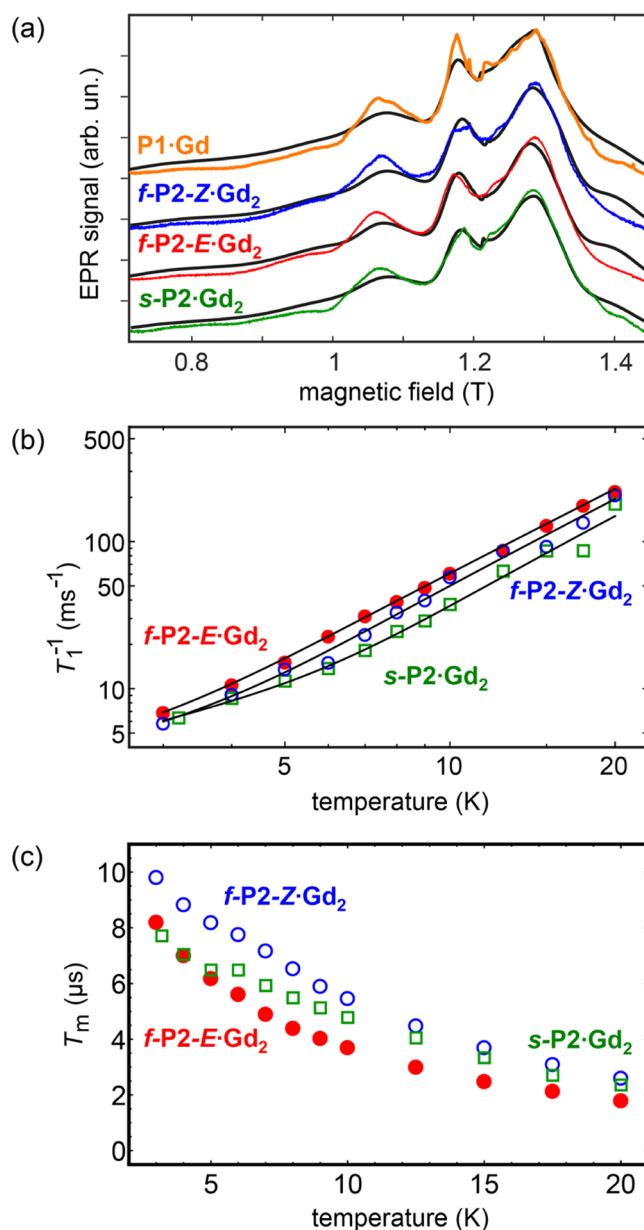 (a)
EPR signal (arb. un.)
P1·Gd
f-P2-Z·Gd₂
f-P2-E·Gd₂
s-P2·Gd₂
0.8 1 1.2 1.4
magnetic field (T)
(b)
T₁⁻¹ (ms⁻¹)
500
100
50
10
5
f-P2-E·Gd₂
f-P2-Z·Gd₂
s-P2·Gd₂
5 10 20
temperature (K)
(c)
Tₘ (μs)
10
8
6
4
2
0
f-P2-Z·Gd₂
f-P2-E·Gd₂
s-P2·Gd₂
5 10 15 20
temperature (K)